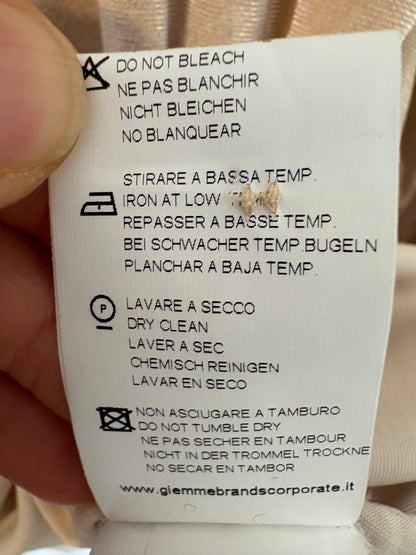 DO NOT BLEACH
NE PAS BLANCHIR
NICHT BLEICHEN
NO BLANQUEAR
STIRARE A BASSA TEMP.
IRON AT LOW
REPASSER A BASSE TEMP.
BEI SCHWACHER TEMP.BUGELN
PLANCHAR A BAJA TEMP.
P
LAVARE A SECCO
DRY CLEAN
LAVER A SEC
CHEMISCH REINIGEN
LAVAR EN SECO
NON ASCIUGARE A TAMBURO
DO NOT TUMBLE DRY
NE PAS SECHER EN TAMBOUR
NICHT IN DER TROMMEL TROCKNE
NO SECAR EN TAMBOR
www.giemmebrandscorporate.it